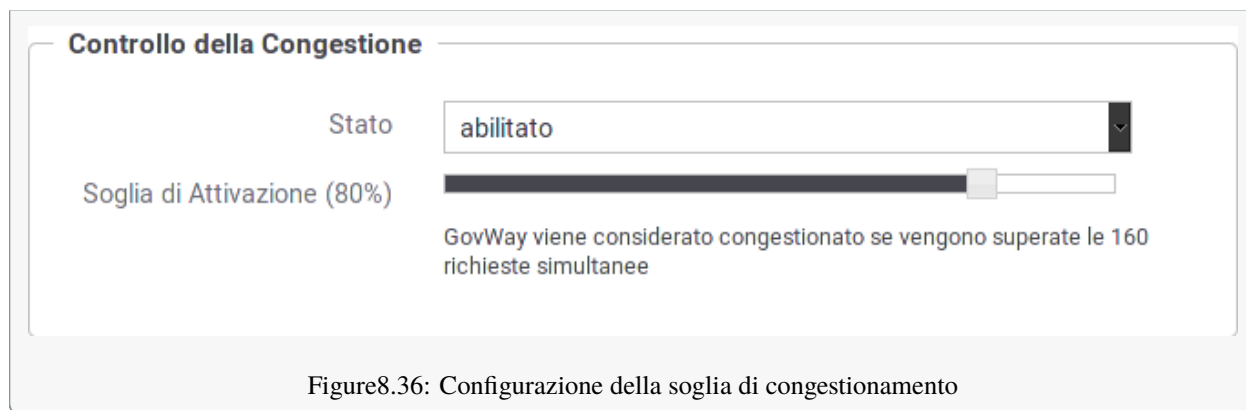 Controllo della Congestione
Stato
abilitato
Soglia di Attivazione (80%)
GovWay viene considerato congestionato se vengono superate le 160
richieste simultanee
Figure8.36: Configurazione della soglia di congestionamento